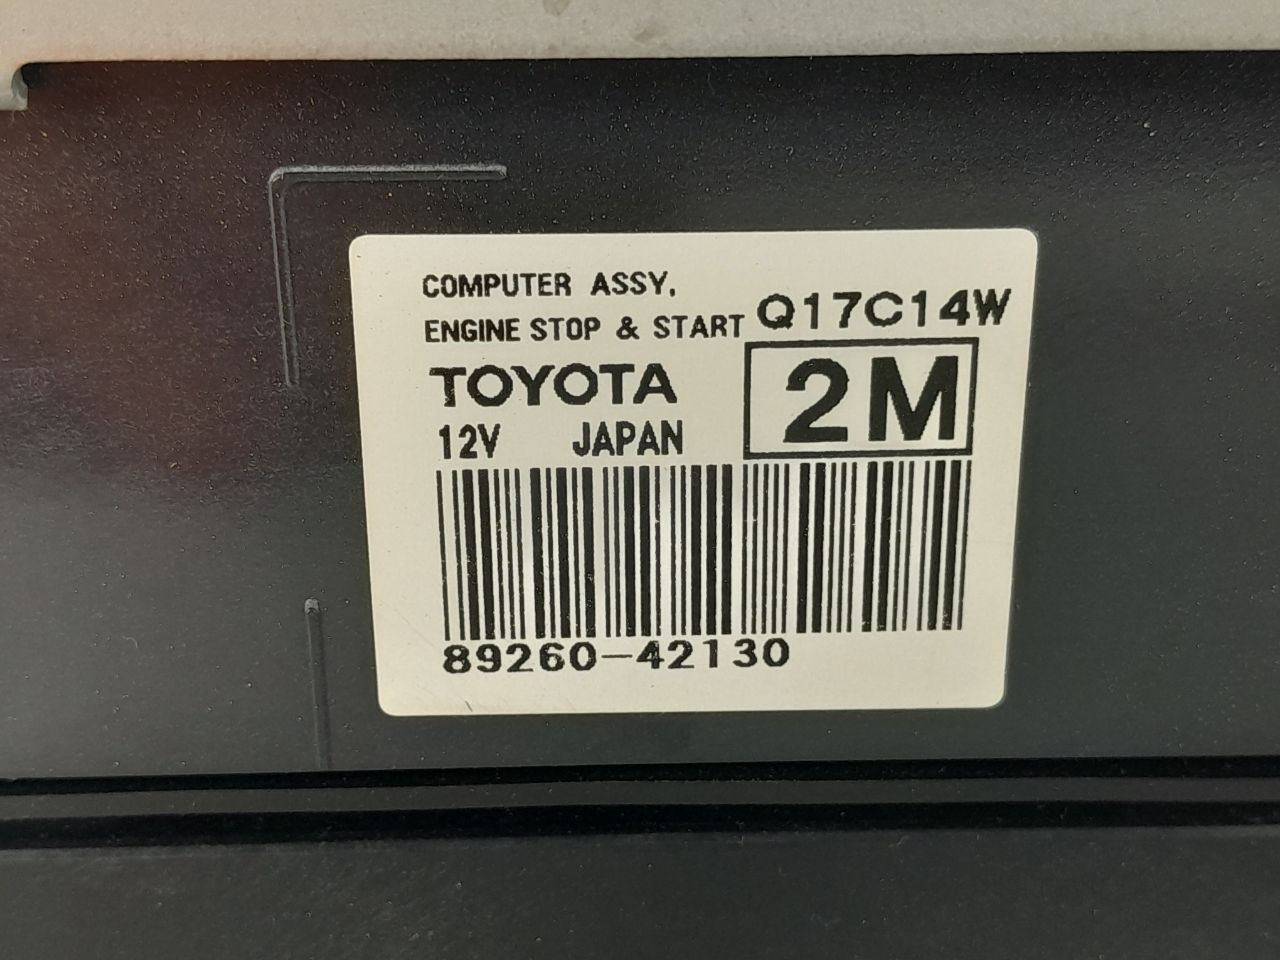 COMPUTER ASSY.
ENGINE STOP & START Q17C14W
TOYOTA 2M
12V JAPAN
89260-42130